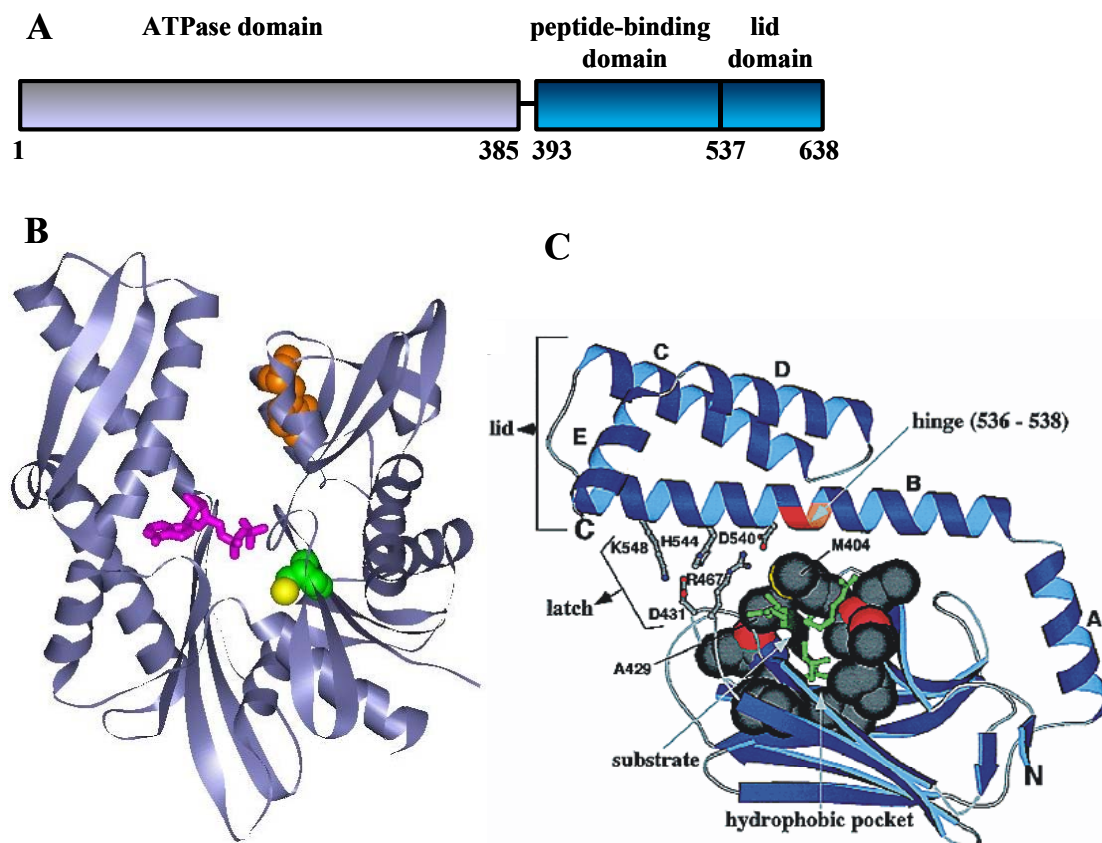 A
ATPase domain
peptide-binding domain
lid domain
1
385
393
537
638
B
C
C
D
lid
hinge (536 - 538)
E
B
C
K548
H544
D540
M404
R467
latch
D431
A
A429
substrate
N
hydrophobic pocket